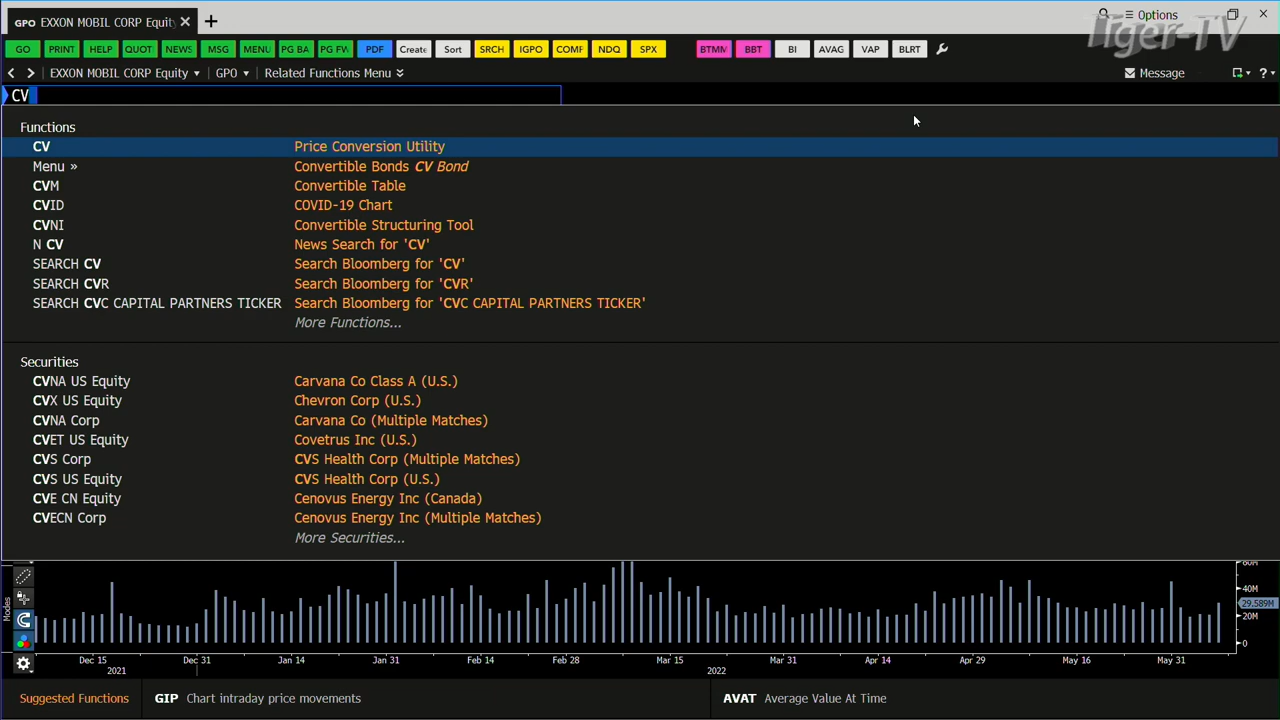 GPO EXXON MOBIL CORP Equity
Options
Tiger-TV
GO PRINT HELP QUOT NEWS MSG MENU PG BA PG FW PDF Create Sort SRCH IGPO COMF NDQ SPX BTMM BBT BI AVAG VAP BLRT
EXXON MOBIL CORP Equity GPO Related Functions Menu Message ?
CV
Functions
CV Price Conversion Utility
Menu » Convertible Bonds CV Bond
CVM Convertible Table
CVID COVID-19 Chart
CVNI Convertible Structuring Tool
N CV News Search for 'CV'
SEARCH CV Search Bloomberg for 'CV'
SEARCH CVR Search Bloomberg for 'CVR'
SEARCH CVC CAPITAL PARTNERS TICKER Search Bloomberg for 'CVC CAPITAL PARTNERS TICKER'
More Functions...
Securities
CVNA US Equity Carvana Co Class A (U.S.)
CVX US Equity Chevron Corp (U.S.)
CVNA Corp Carvana Co (Multiple Matches)
CVET US Equity Covetrus Inc (U.S.)
CVS Corp CVS Health Corp (Multiple Matches)
CVS US Equity CVS Health Corp (U.S.)
CVE CN Equity Cenovus Energy Inc (Canada)
CVECN Corp Cenovus Energy Inc (Multiple Matches)
More Securities...
60M
40M
29.589M
20M
0
Modes
Dec 15 Dec 31 Jan 14 Jan 31 Feb 14 Feb 28 Mar 15 Mar 31 Apr 14 Apr 29 May 16 May 31
2021 2022
Suggested Functions GIP Chart intraday price movements AVAT Average Value At Time